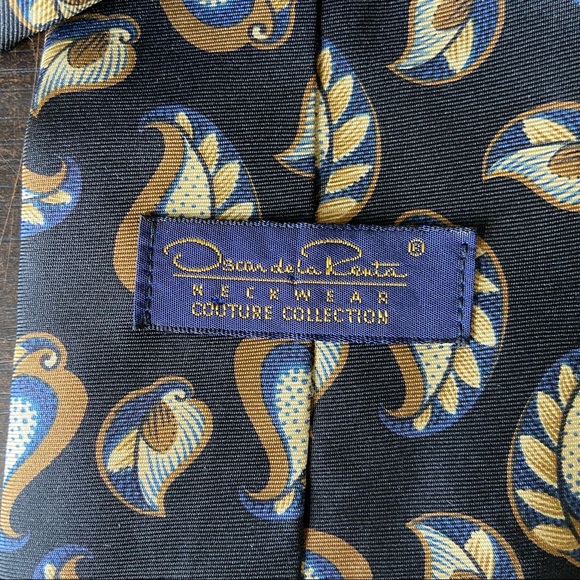 Oscar de la Renta ®
NECKWEAR
COUTURE COLLECTION